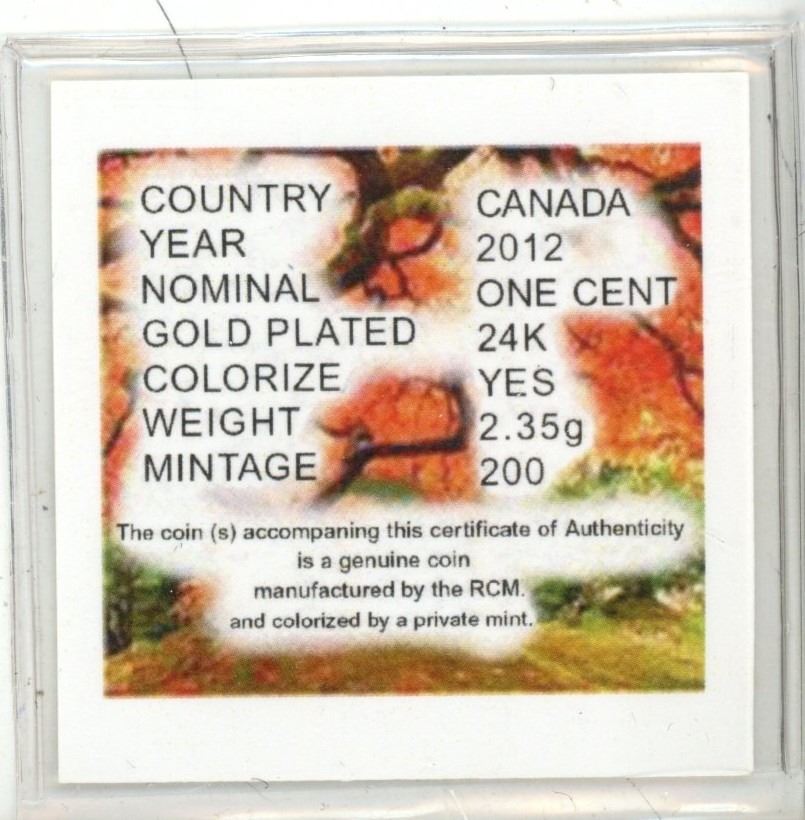 COUNTRY CANADA
YEAR 2012
NOMINAL ONE CENT
GOLD PLATED 24K
COLORIZE YES
WEIGHT 2.35g
MINTAGE 200
The coin (s) accompaning this certificate of Authenticity
is a genuine coin
manufactured by the RCM.
and colorized by a private mint.